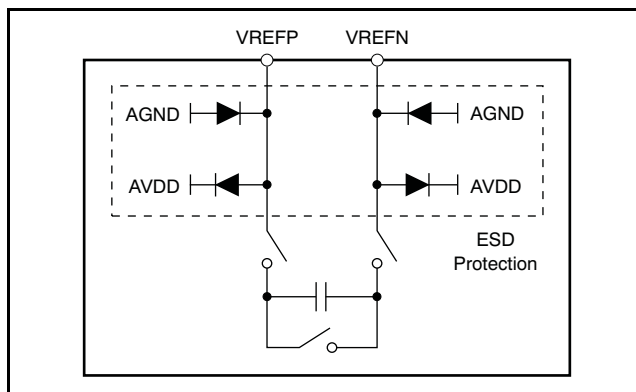 VREFP VREFN
AGND AGND
AVDD AVDD
ESD
Protection